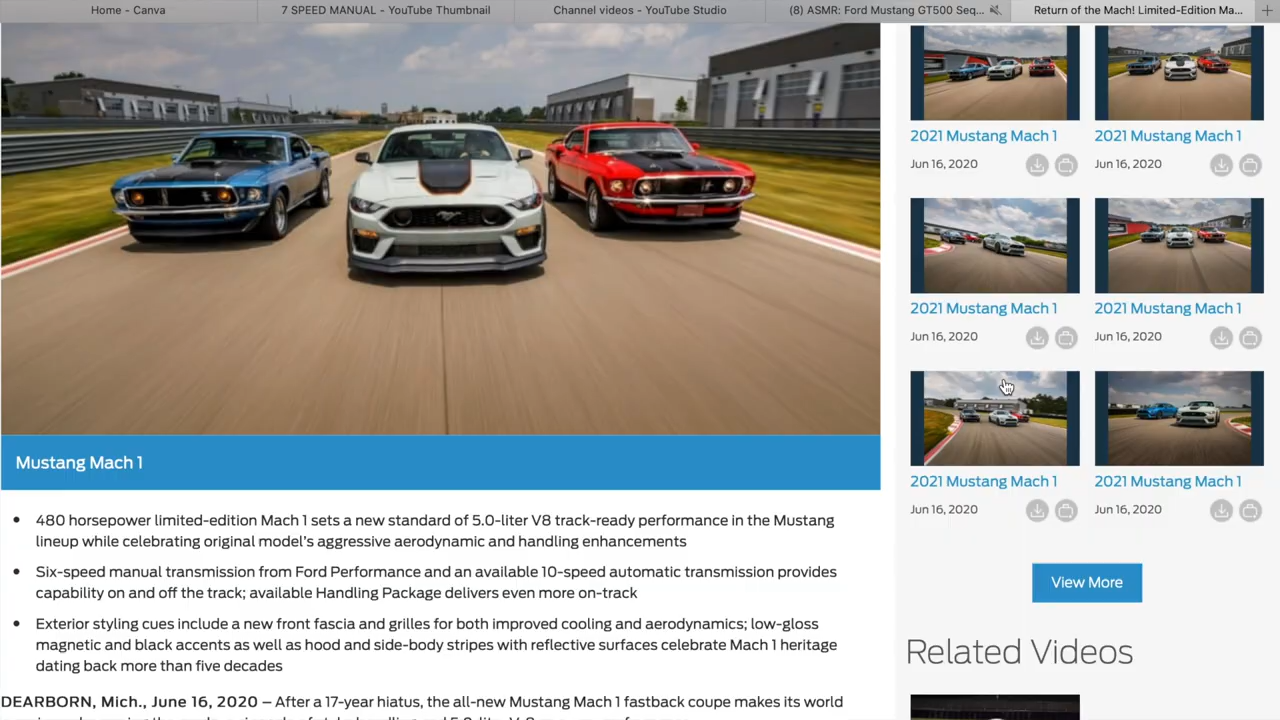 Home - Canva
7 SPEED MANUAL - YouTube Thumbnail
Channel videos - YouTube Studio
(8) ASMR: Ford Mustang GT500 Seq...
Return of the Mach! Limited-Edition Ma...
Mustang Mach 1
• 480 horsepower limited-edition Mach 1 sets a new standard of 5.0-liter V8 track-ready performance in the Mustang
lineup while celebrating original model's aggressive aerodynamic and handling enhancements
• Six-speed manual transmission from Ford Performance and an available 10-speed automatic transmission provides
capability on and off the track; available Handling Package delivers even more on-track
• Exterior styling cues include a new front fascia and grilles for both improved cooling and aerodynamics; low-gloss
magnetic and black accents as well as hood and side-body stripes with reflective surfaces celebrate Mach 1 heritage
dating back more than five decades
DEARBORN, Mich., June 16, 2020 – After a 17-year hiatus, the all-new Mustang Mach 1 fastback coupe makes its world
2021 Mustang Mach 1
Jun 16, 2020
2021 Mustang Mach 1
Jun 16, 2020
2021 Mustang Mach 1
Jun 16, 2020
2021 Mustang Mach 1
Jun 16, 2020
2021 Mustang Mach 1
Jun 16, 2020
2021 Mustang Mach 1
Jun 16, 2020
View More
Related Videos